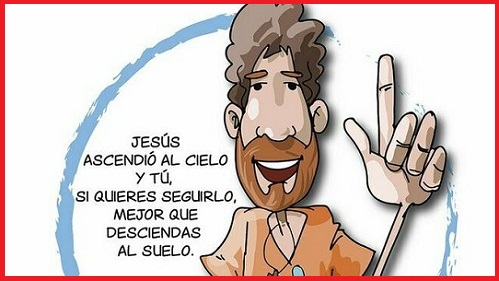 JESÚS
ASCENDIÓ AL CIELO
Y TÚ,
SI QUIERES SEGUIRLO,
MEJOR QUE
DESCIENDAS
AL SUELO.